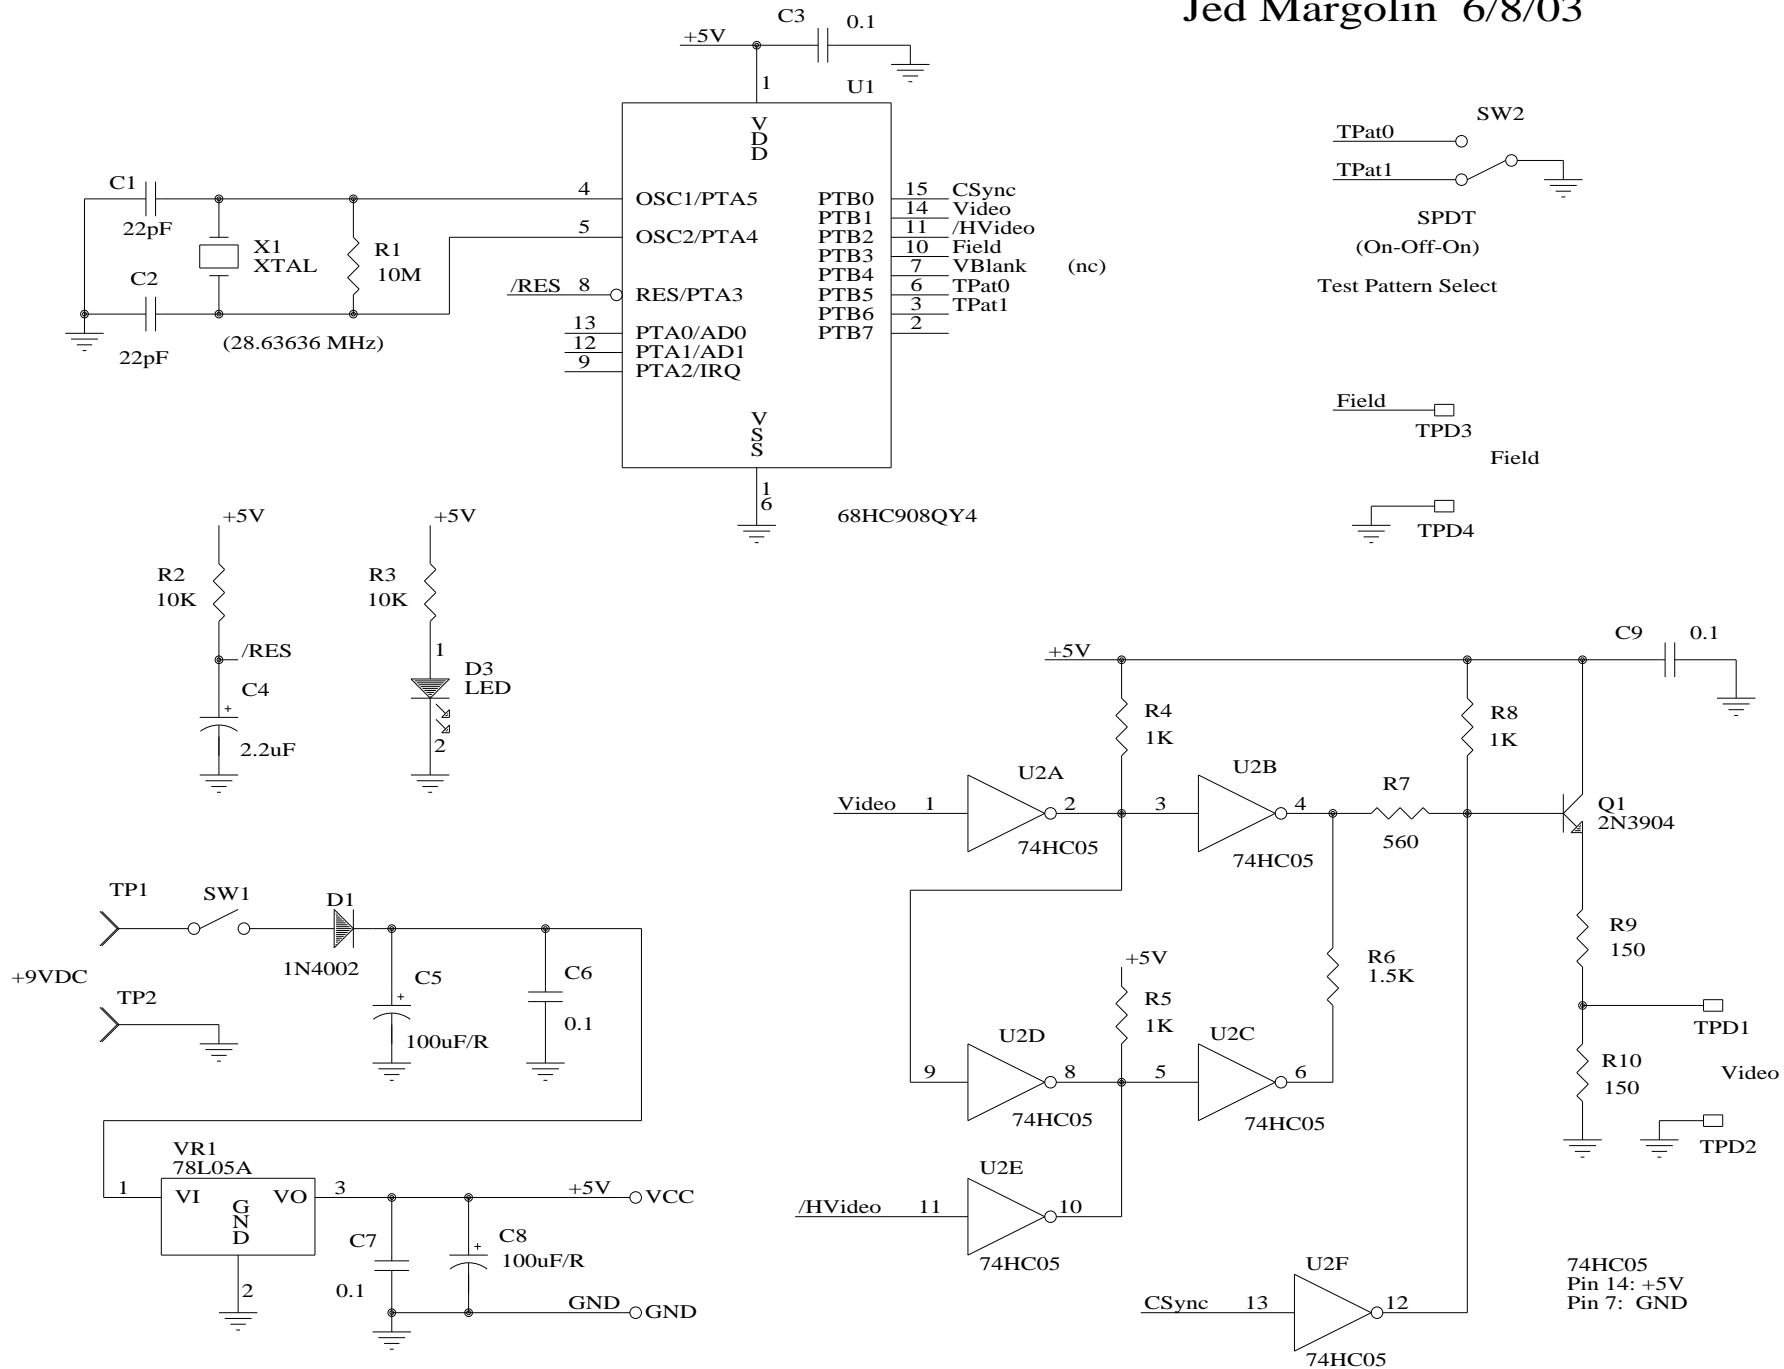 Jed Margolin 6/8/03
C3
0.1
+5V
1
U1
V
D
D
4
OSC1/PTA5
5
OSC2/PTA4
/RES 8
RES/PTA3
13
PTA0/AD0
12
PTA1/AD1
9
PTA2/IRQ
PTB0
15
CSync
PTB1
14
Video
PTB2
11
/HVideo
PTB3
10
Field
PTB4
7
VBlank
(nc)
PTB5
6
TPat0
PTB6
3
TPat1
PTB7
2
V
S
S
1
6
68HC908QY4
C1
22pF
C2
22pF
X1
XTAL
R1
10M
(28.63636 MHz)
SW2
TPat0
TPat1
SPDT
(On-Off-On)
Test Pattern Select
Field
TPD3
Field
TPD4
+5V
R2
10K
/RES
C4
+
2.2uF
+5V
R3
10K
1
D3
LED
2
TP1
SW1
D1
1N4002
+9VDC
TP2
C5
+
100uF/R
C6
0.1
VR1
78L05A
1
VI
VO
3
G
N
D
2
+5V
VCC
C7
0.1
C8
+
100uF/R
GND
GND
+5V
C9
0.1
R4
1K
R8
1K
Video
1
U2A
2
74HC05
3
U2B
4
74HC05
R7
560
Q1
2N3904
R9
150
R6
1.5K
+5V
R5
1K
9
U2D
8
74HC05
5
U2C
6
74HC05
TPD1
R10
150
Video
TPD2
/HVideo
11
U2E
10
74HC05
CSync
13
U2F
12
74HC05
74HC05
Pin 14: +5V
Pin 7: GND